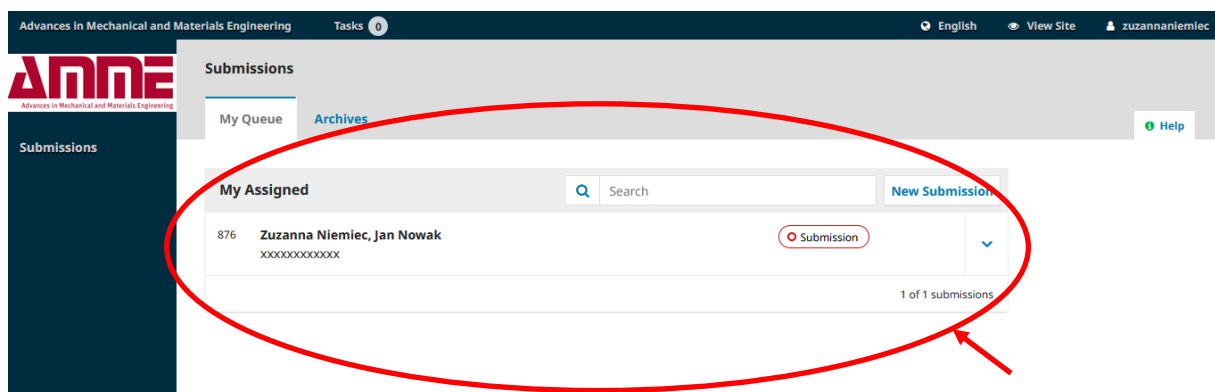 Advances in Mechanical and Materials Engineering Tasks 0 English View Site zuzannaniemiec
AMME
Advances in Mechanical and Materials Engineering
Submissions
Submissions
My Queue Archives
Help
My Assigned Search New Submission
876 Zuzanna Niemiec, Jan Nowak Submission
xxxxxxxxxxxx
1 of 1 submissions